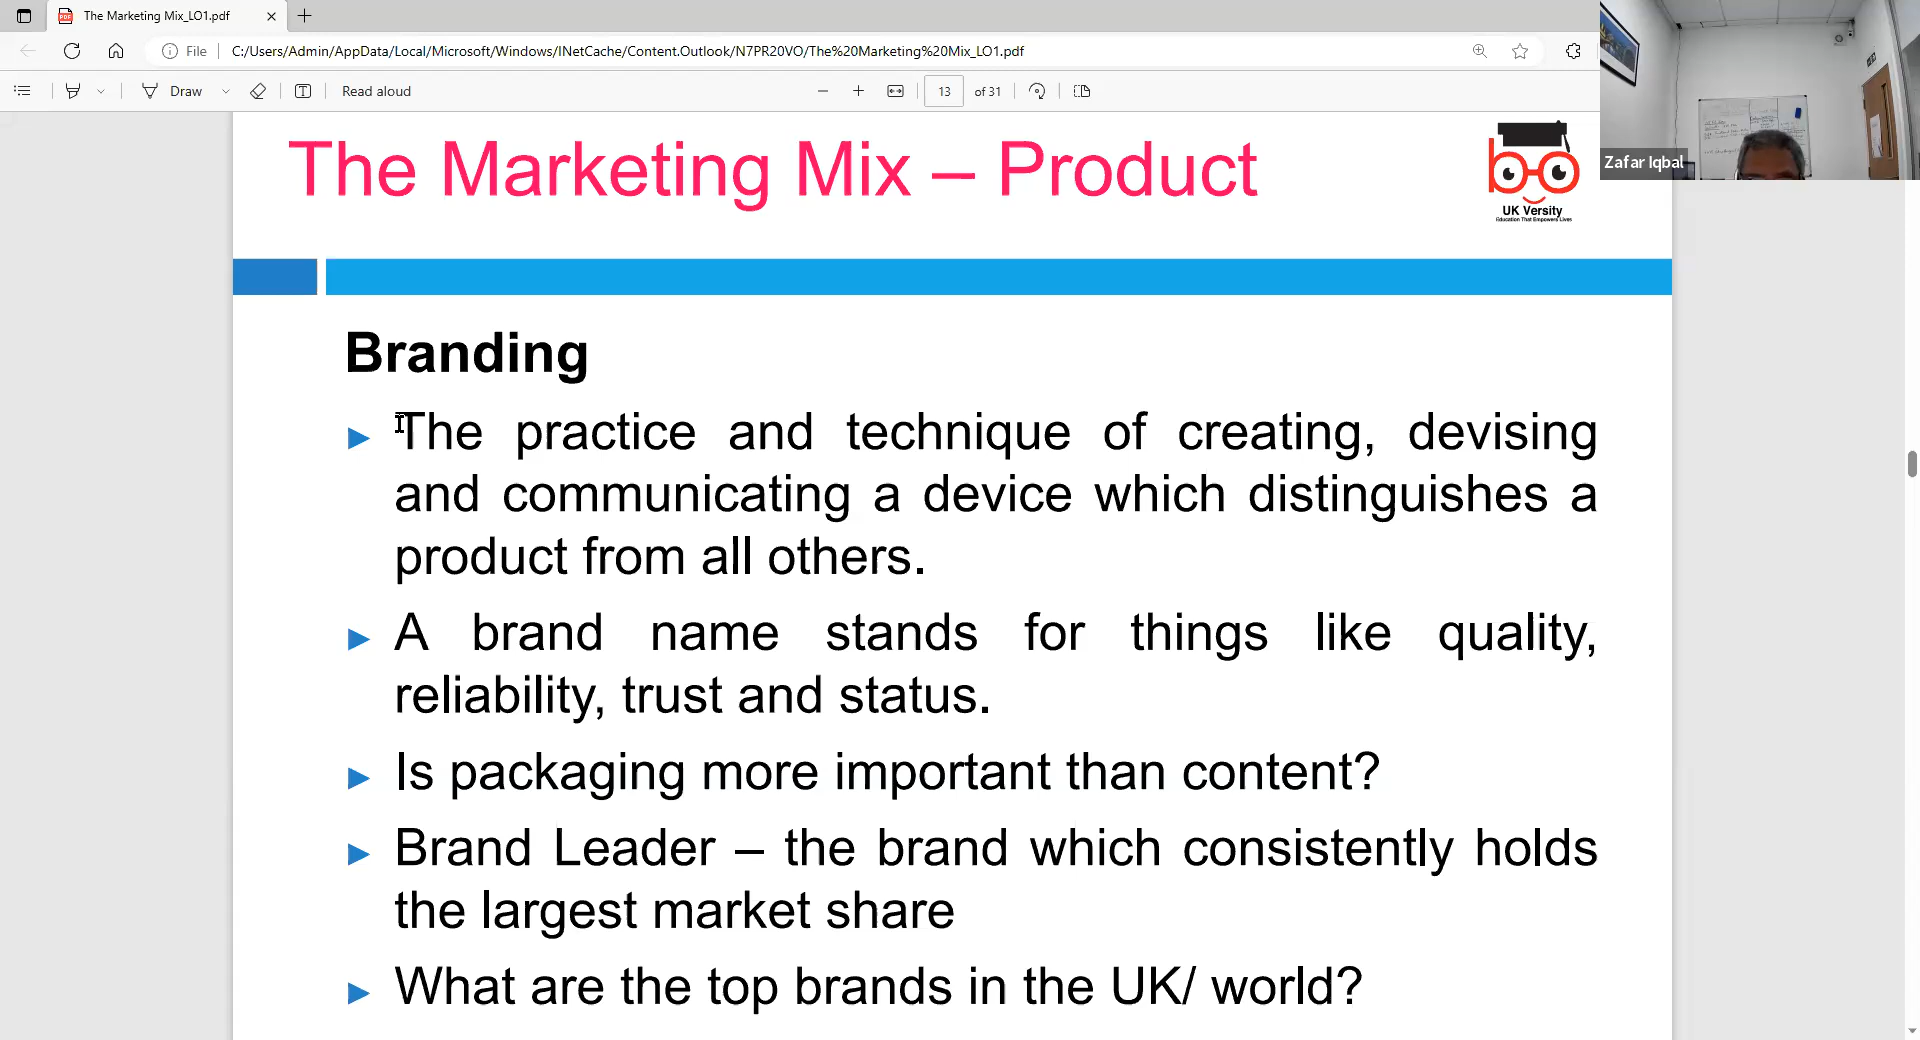 The Marketing Mix_LO1.pdf
File
C:/Users/Admin/AppData/Local/Microsoft/Windows/INetCache/Content.Outlook/N7PR20VO/The%20Marketing%20Mix_LO1.pdf
Draw
Read aloud
13 of 31
Zafar Iqbal
The Marketing Mix – Product
UK Versity
Education That Empowers Lives
Branding
► The practice and technique of creating, devising
and communicating a device which distinguishes a
product from all others.
► A brand name stands for things like quality,
reliability, trust and status.
► Is packaging more important than content?
► Brand Leader – the brand which consistently holds
the largest market share
► What are the top brands in the UK/ world?